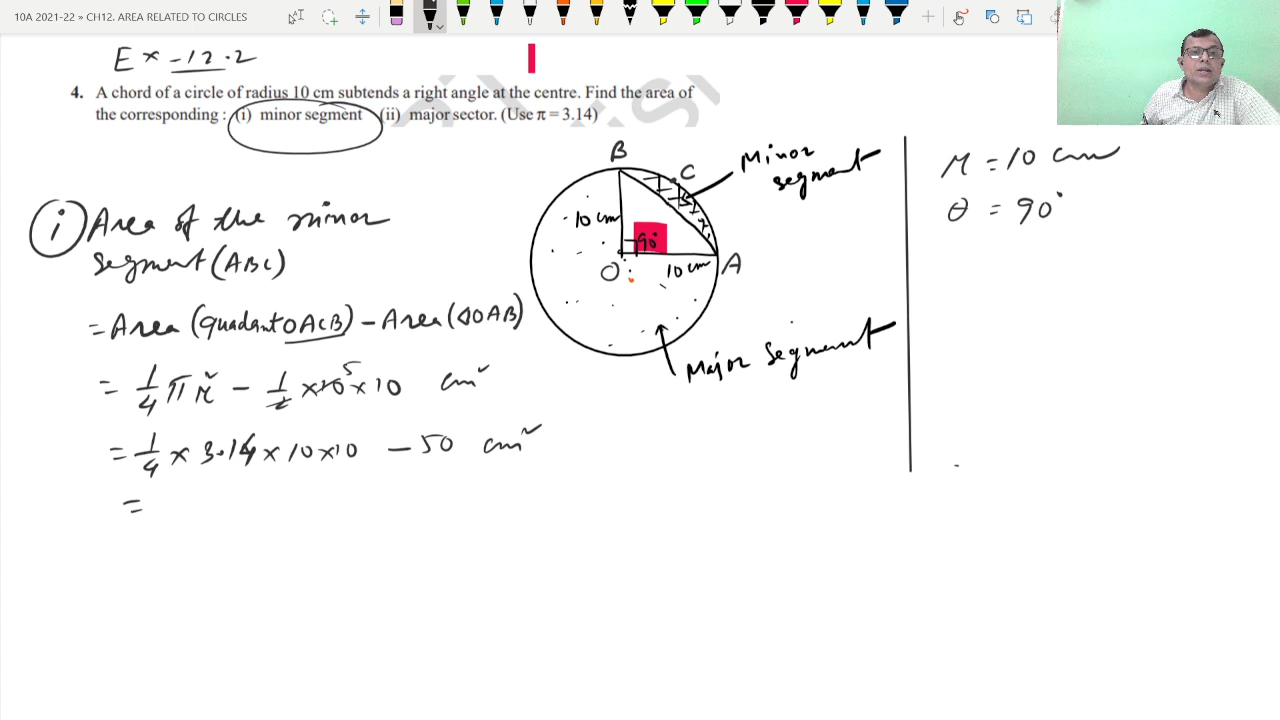 10A 2021-22 » CH12. AREA RELATED TO CIRCLES
Ex-12.2
4. A chord of a circle of radius 10 cm subtends a right angle at the centre. Find the area of
the corresponding : (i) minor segment (ii) major sector. (Use π = 3.14)
B
C
Minor
segment
10 cm
90°
O
10 cm
A
Major Segment
r = 10 cm
θ = 90°
(i) Area of the minor
segment (ABC)
= Area (quadant OACB) - Area (△OAB)
= 1/4 πr² - 1/2 × 10 5 × 10 cm²
= 1/4 × 3.14 × 10 × 10 - 50 cm²
=